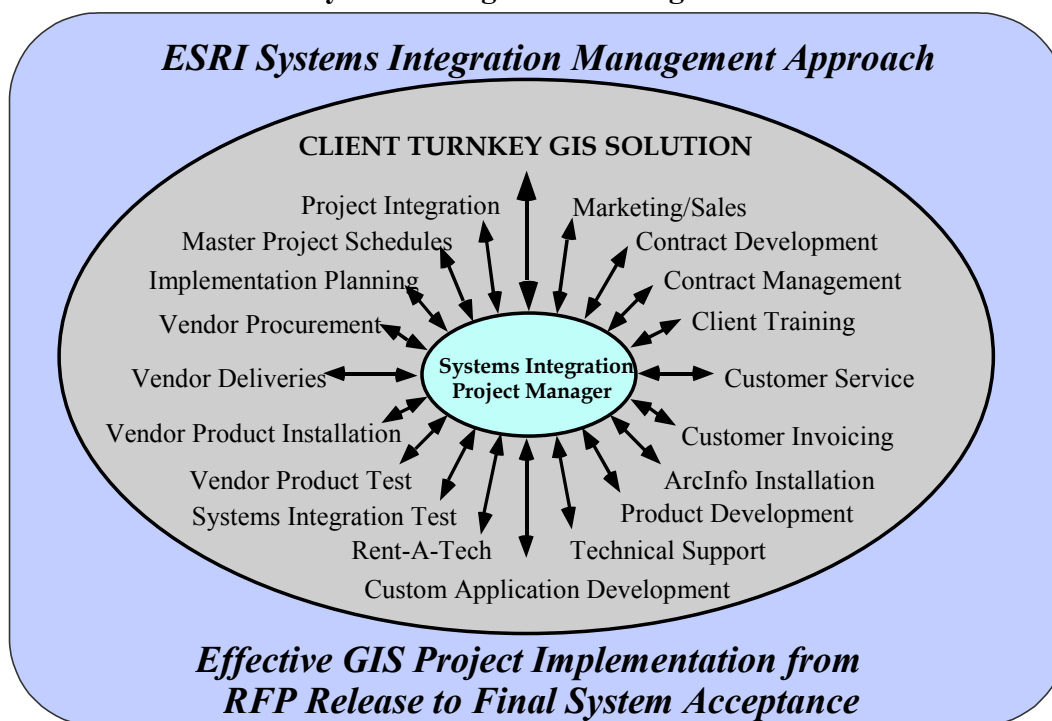 ESRI Systems Integration Management Approach
CLIENT TURNKEY GIS SOLUTION
Project Integration
Marketing/Sales
Master Project Schedules
Contract Development
Implementation Planning
Contract Management
Vendor Procurement
Client Training
Systems Integration
Project Manager
Vendor Deliveries
Customer Service
Vendor Product Installation
Customer Invoicing
Vendor Product Test
ArcInfo Installation
Systems Integration Test
Product Development
Rent-A-Tech
Technical Support
Custom Application Development
Effective GIS Project Implementation from
RFP Release to Final System Acceptance